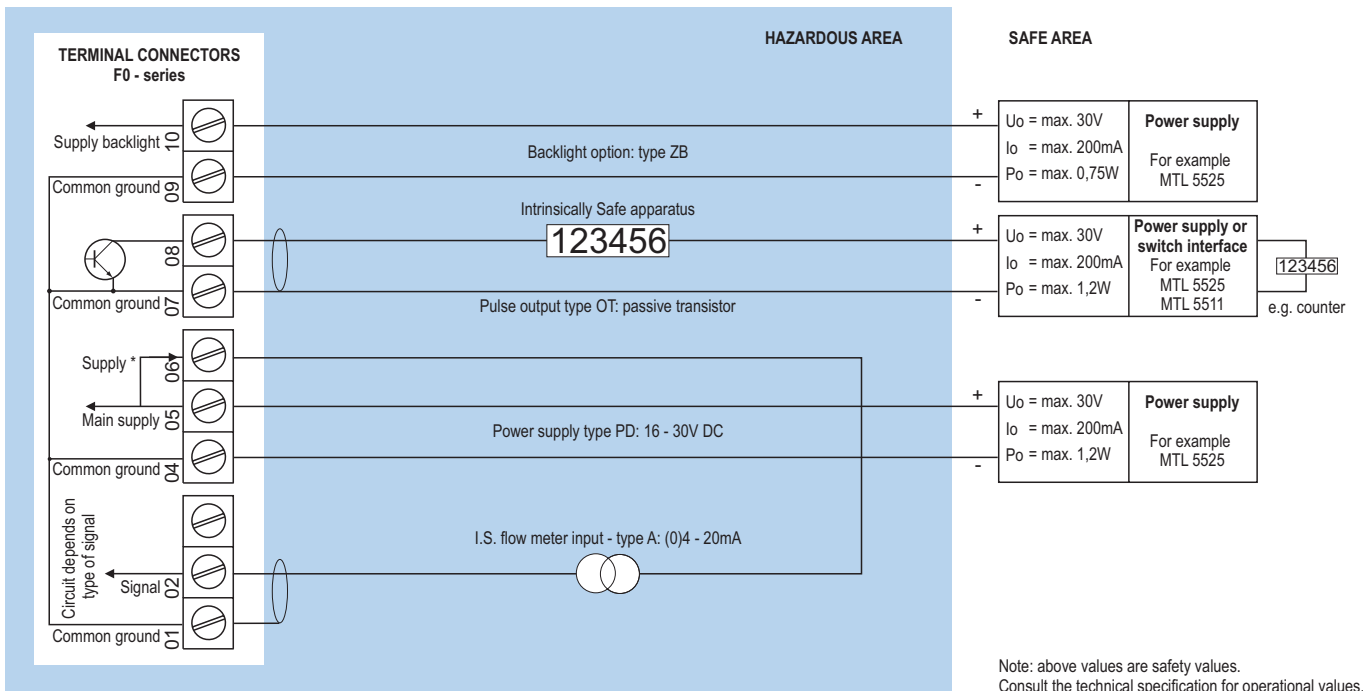 HAZARDOUS AREA
SAFE AREA
TERMINAL CONNECTORS
F0 - series
Supply backlight
10
Common ground
09
Backlight option: type ZB
+
-
Uo = max. 30V
Io = max. 200mA
Po = max. 0,75W
Power supply
For example
MTL 5525
08
Common ground
07
Intrinsically Safe apparatus
123456
Pulse output type OT: passive transistor
+
-
Uo = max. 30V
Io = max. 200mA
Po = max. 1,2W
Power supply or
switch interface
For example
MTL 5525
MTL 5511
123456
e.g. counter
Supply *
06
Main supply
05
Common ground
04
Power supply type PD: 16 - 30V DC
+
-
Uo = max. 30V
Io = max. 200mA
Po = max. 1,2W
Power supply
For example
MTL 5525
Circuit depends on
type of signal
Signal
02
Common ground
01
I.S. flow meter input - type A: (0)4 - 20mA
Note: above values are safety values.
Consult the technical specification for operational values.